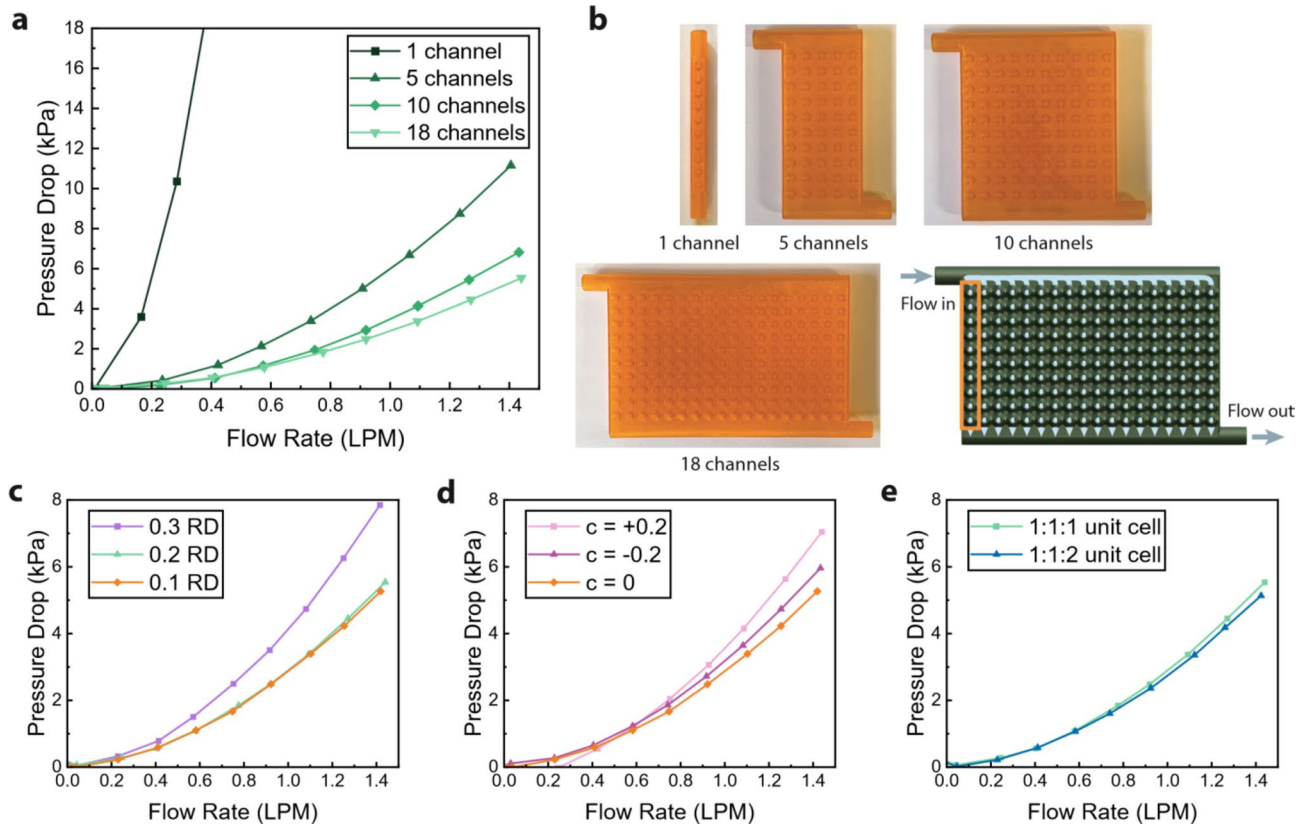 a
18
16
14
12
10
8
6
4
2
0
Pressure Drop (kPa)
0.0 0.2 0.4 0.6 0.8 1.0 1.2 1.4
Flow Rate (LPM)
1 channel
5 channels
10 channels
18 channels
b
1 channel
5 channels
10 channels
18 channels
Flow in
Flow out
c
8
6
4
2
0
Pressure Drop (kPa)
0.0 0.2 0.4 0.6 0.8 1.0 1.2 1.4
Flow Rate (LPM)
0.3 RD
0.2 RD
0.1 RD
d
8
6
4
2
0
Pressure Drop (kPa)
0.0 0.2 0.4 0.6 0.8 1.0 1.2 1.4
Flow Rate (LPM)
c = +0.2
c = -0.2
c = 0
e
8
6
4
2
0
Pressure Drop (kPa)
0.0 0.2 0.4 0.6 0.8 1.0 1.2 1.4
Flow Rate (LPM)
1:1:1 unit cell
1:1:2 unit cell